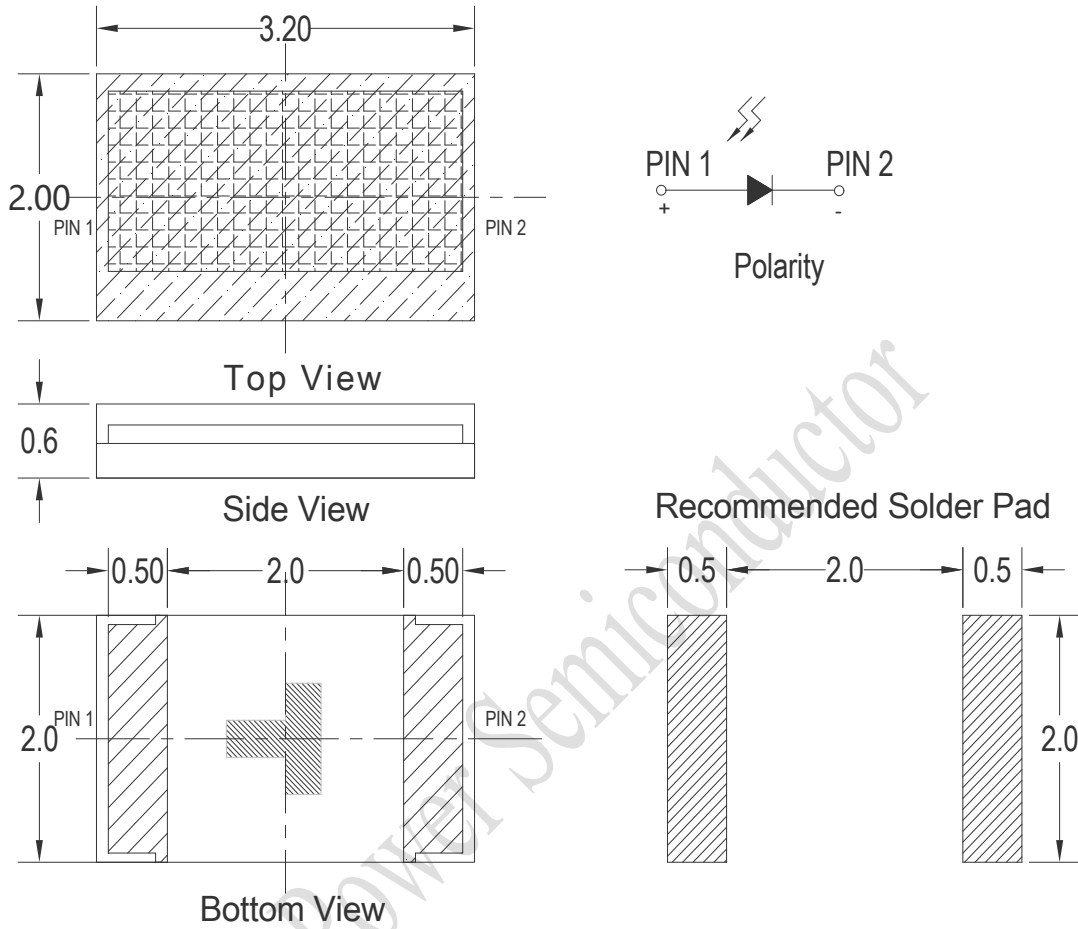 3.20
2.00
PIN 1
PIN 2
Top View
PIN 1
PIN 2
+
-
Polarity
0.6
Side View
0.50
2.0
0.50
2.0
PIN 1
PIN 2
Bottom View
Recommended Solder Pad
0.5
2.0
0.5
2.0
Power Semiconductor